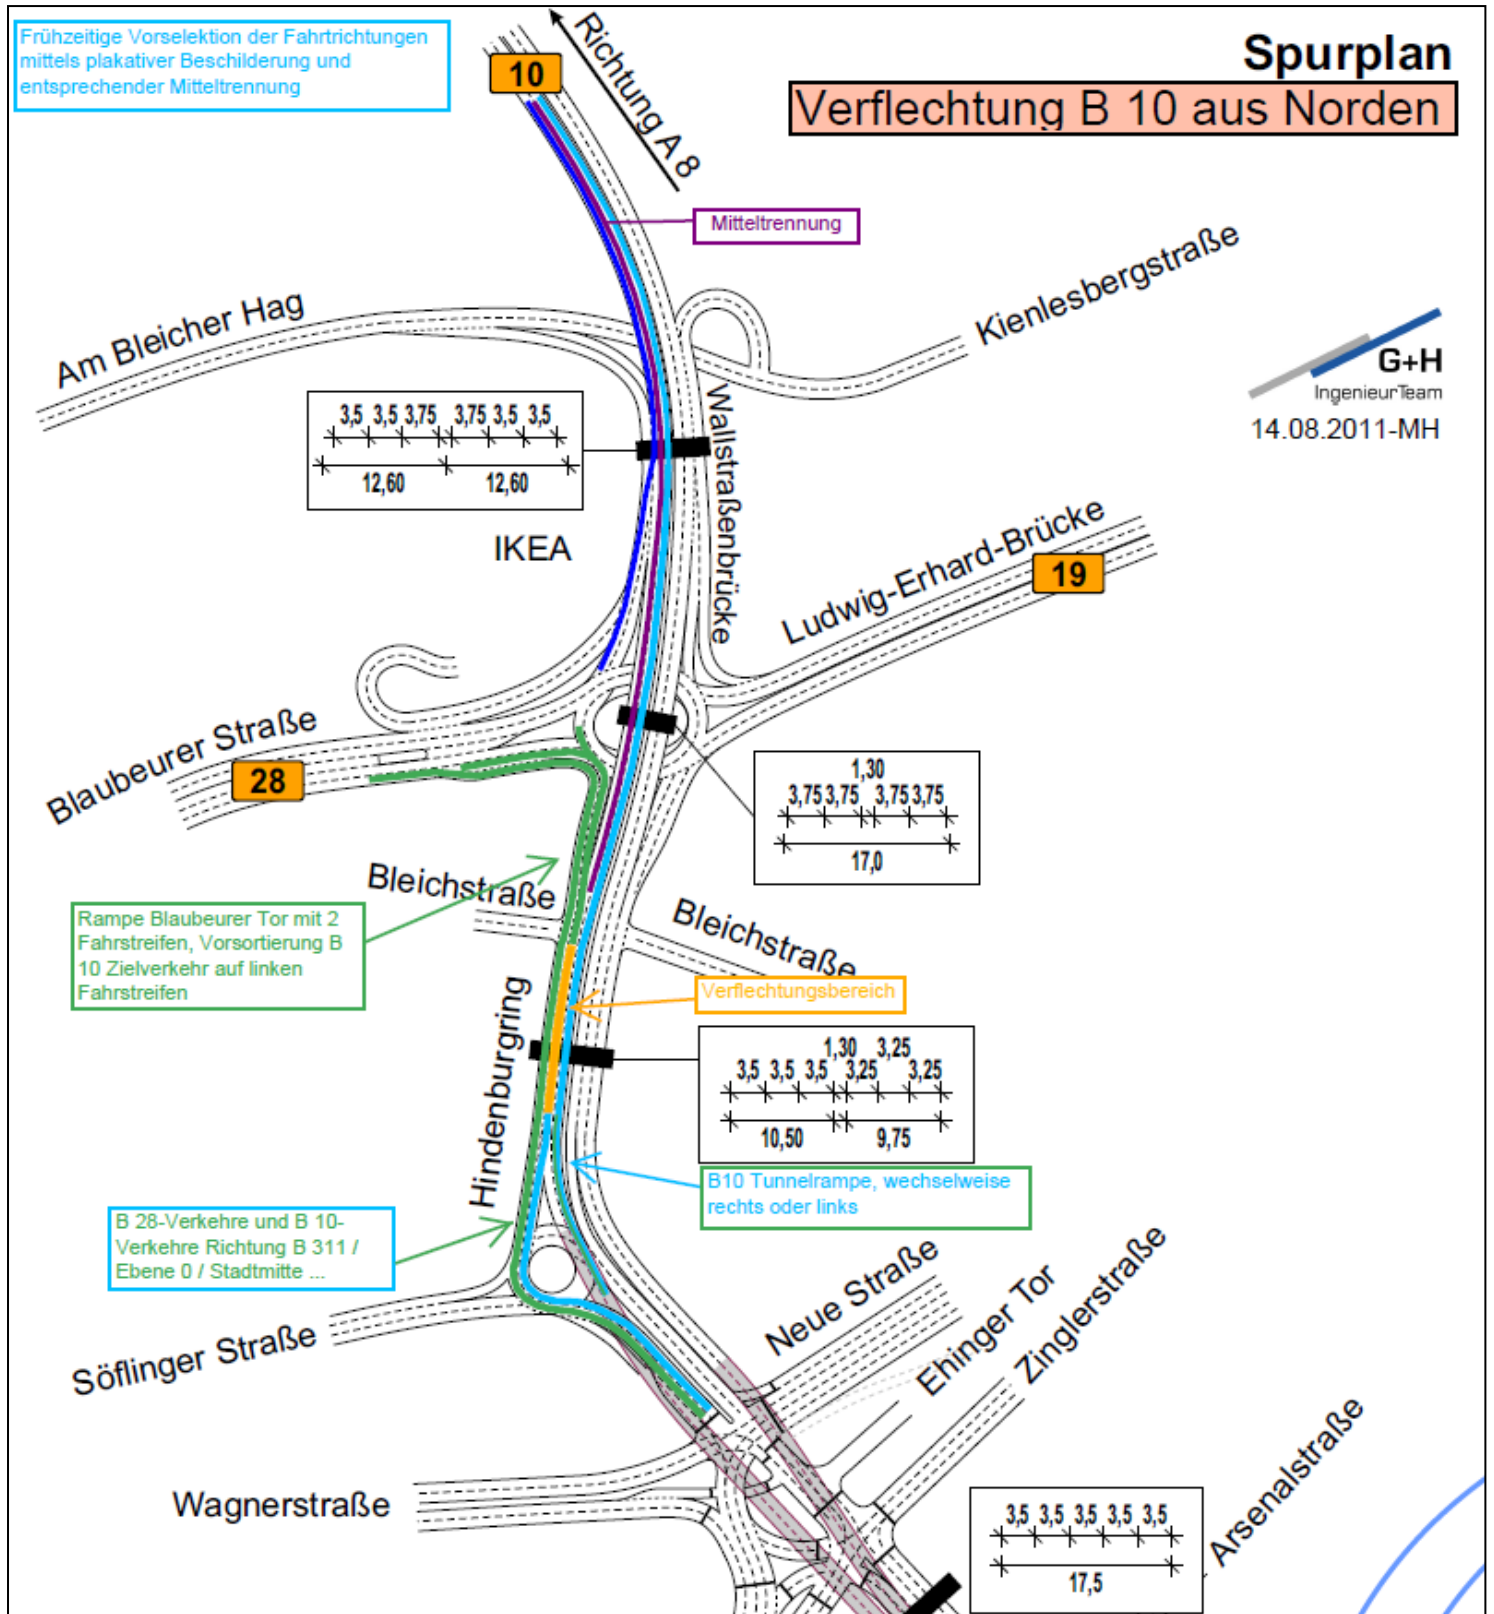 Frühzeitige Vorselektion der Fahrtrichtungen
mittels plakativer Beschilderung und
entsprechender Mitteltrennung
10
Richtung A 8
Spurplan
Verflechtung B 10 aus Norden
Mitteltrennung
Kienlesbergstraße
Am Bleicher Hag
G+H
IngenieurTeam
14.08.2011-MH
3,5 3,5 3,75 3,75 3,5 3,5
12,60 12,60
Wallstraßenbrücke
IKEA
Ludwig-Erhard-Brücke
19
Blaubeurer Straße
28
1,30
3,75 3,75 3,75 3,75
17,0
Bleichstraße
Bleichstraße
Rampe Blaubeurer Tor mit 2
Fahrstreifen, Vorsortierung B
10 Zielverkehr auf linken
Fahrstreifen
Verflechtungsbereich
Hindenburgring
1,30 3,25
3,5 3,5 3,5 3,25 3,25
10,50 9,75
B10 Tunnelrampe, wechselweise
rechts oder links
B 28-Verkehre und B 10-
Verkehre Richtung B 311 /
Ebene 0 / Stadtmitte ...
Söflinger Straße
Neue Straße
Ehinger Tor
Zinglerstraße
Wagnerstraße
Arsenalstraße
3,5 3,5 3,5 3,5 3,5
17,5